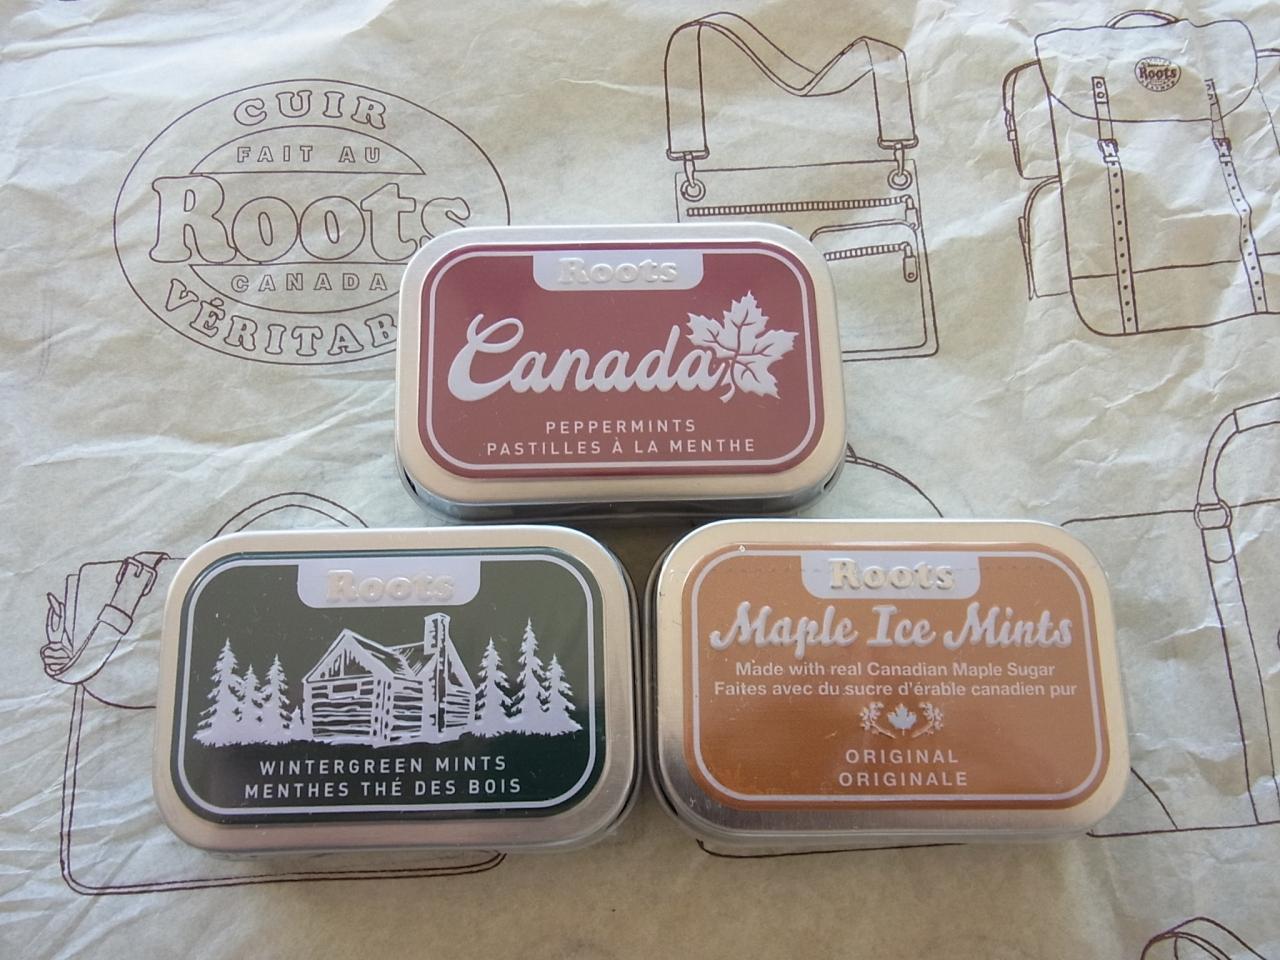 CUIR
FAIT AU
Roots
CANADA
Roots
Roots
Canada
PEPPERMINTS
PASTILLES À LA MENTHE
Roots
WINTERGREEN MINTS
MENTHES THÉ DES BOIS
Roots
Maple Ice Mints
Made with real Canadian Maple Sugar
Faites avec du sucre d'érable canadien pur
ORIGINAL
ORIGINALE